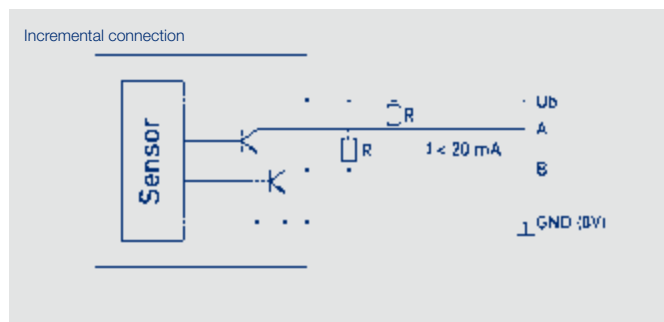 Incremental connection
Sensor
R
Ub
A
R
I < 20 mA
B
GND (0V)